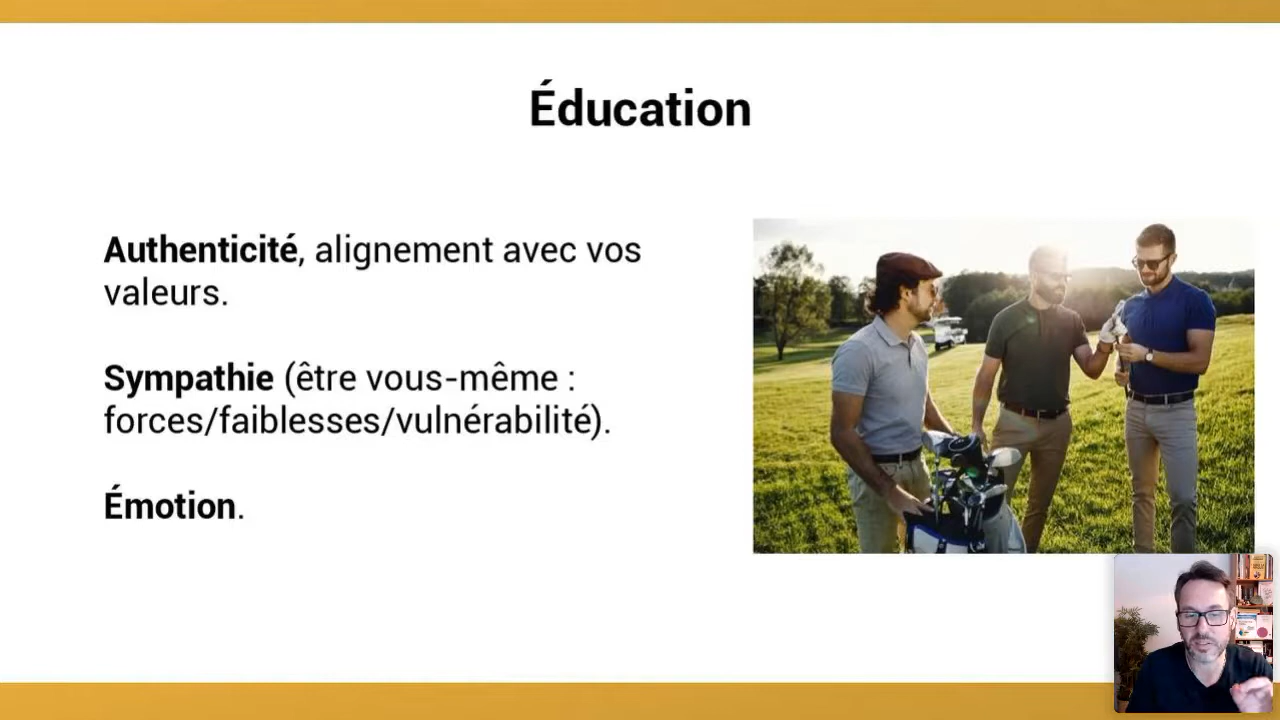 Éducation
Authenticité, alignement avec vos
valeurs.
Sympathie (être vous-même :
forces/faiblesses/vulnérabilité).
Émotion.